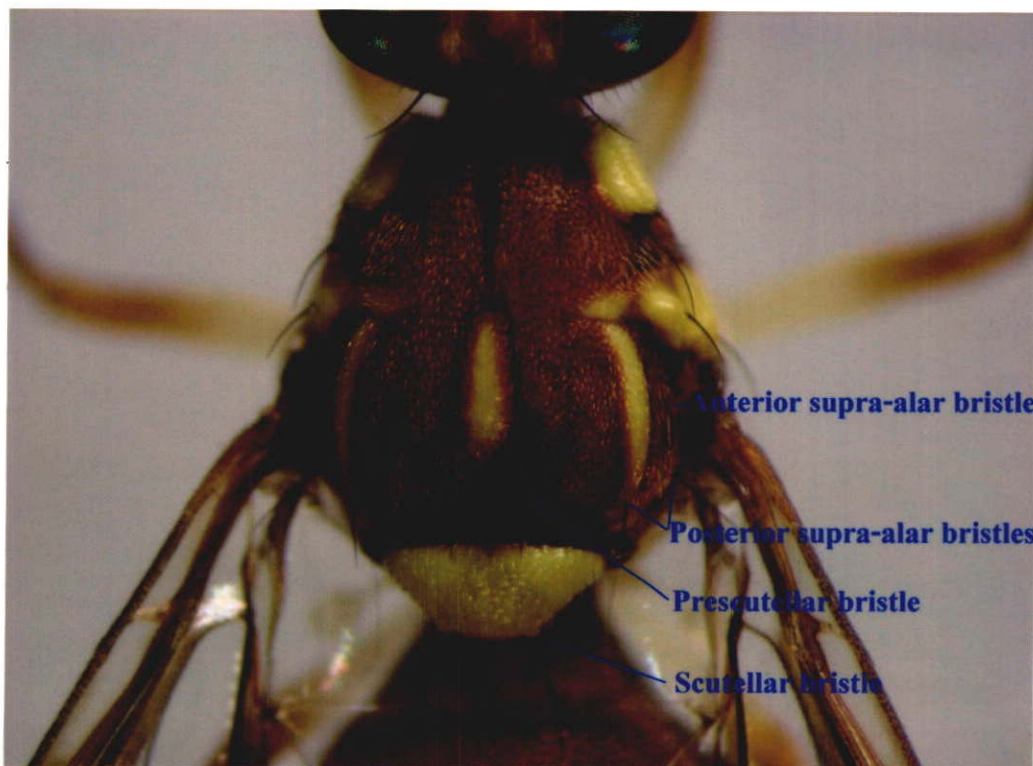 Anterior supra-alar bristle
Posterior supra-alar bristles
Prescutellar bristle
Scutellar bristle